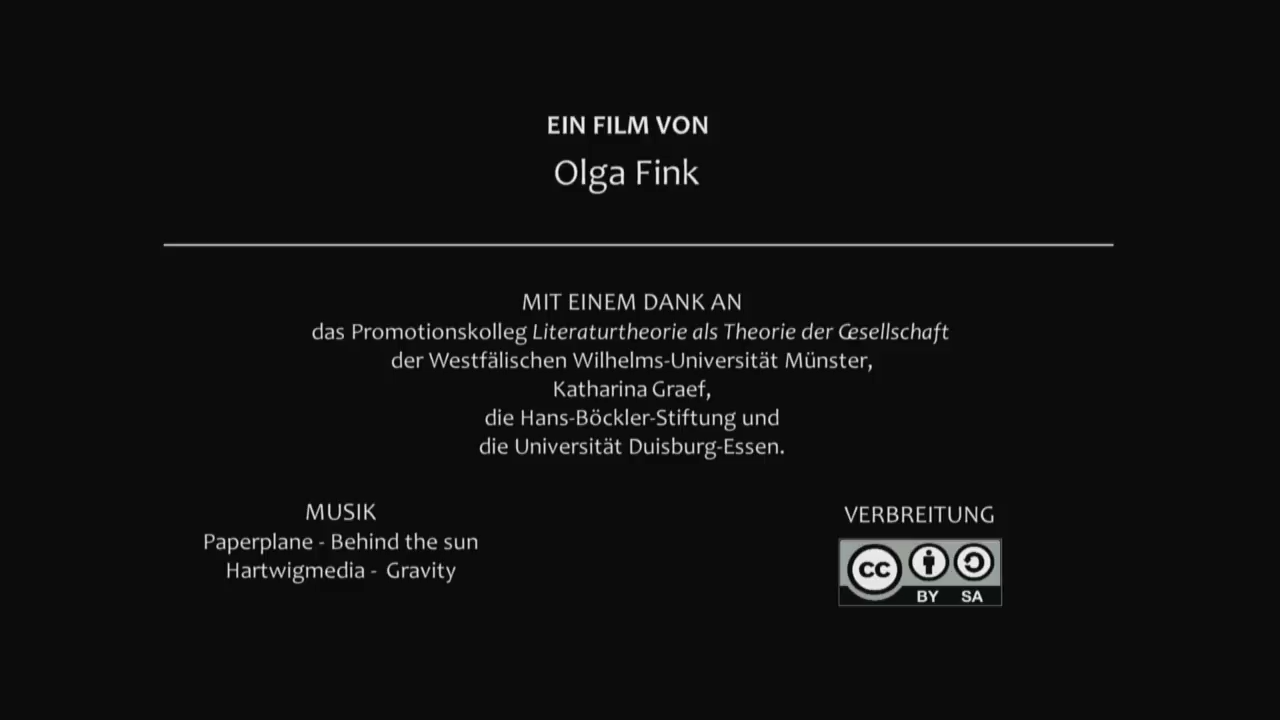 EIN FILM VON
Olga Fink
MIT EINEM DANK AN
das Promotionskolleg Literaturtheorie als Theorie der Gesellschaft
der Westfälischen Wilhelms-Universität Münster,
Katharina Graef,
die Hans-Böckler-Stiftung und
die Universität Duisburg-Essen.
MUSIK
Paperplane - Behind the sun
Hartwigmedia - Gravity
VERBREITUNG
cc
BY SA